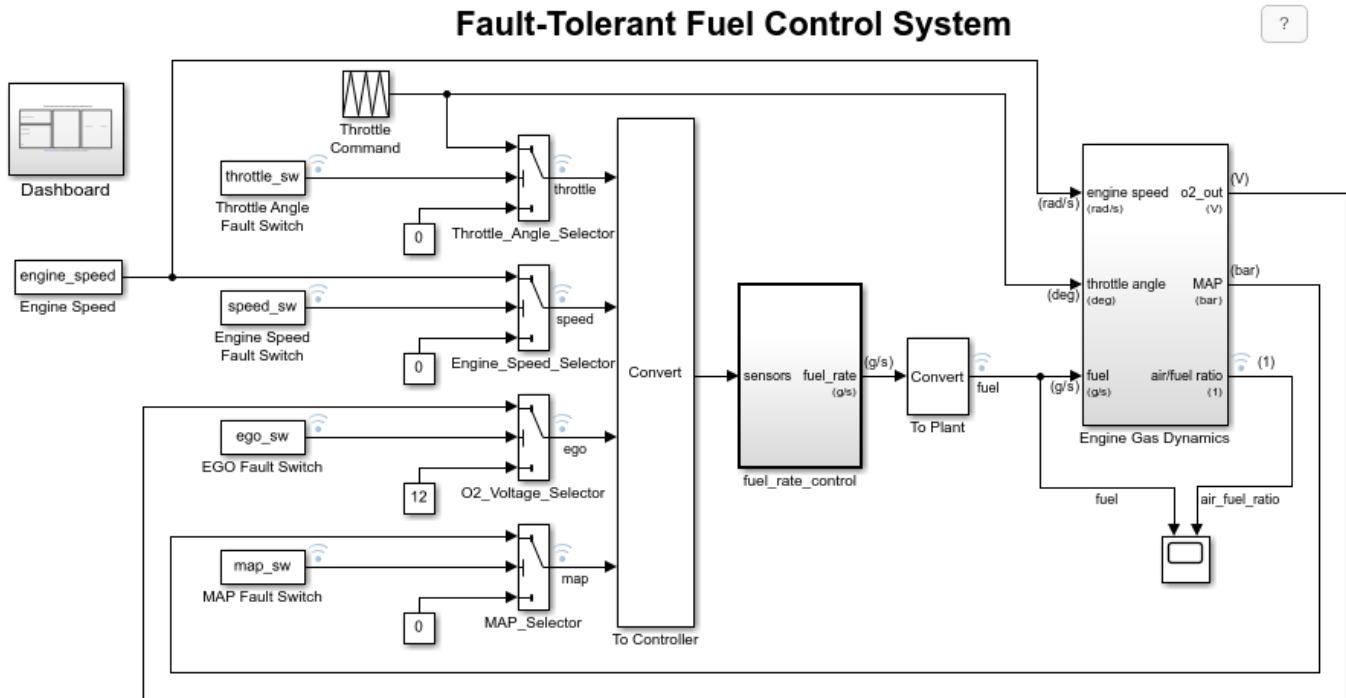 Fault-Tolerant Fuel Control System
?
Dashboard
Throttle
Command
throttle_sw
Throttle Angle
Fault Switch
0
throttle
Throttle_Angle_Selector
engine_speed
Engine Speed
speed_sw
Engine Speed
Fault Switch
0
speed
Engine_Speed_Selector
ego_sw
EGO Fault Switch
12
ego
O2_Voltage_Selector
map_sw
MAP Fault Switch
0
map
MAP_Selector
Convert
To Controller
sensors
fuel_rate
(g/s)
fuel_rate_control
(g/s)
Convert
To Plant
fuel
(rad/s)
(deg)
(g/s)
engine speed
(rad/s)
throttle angle
(deg)
fuel
(g/s)
o2_out
(V)
MAP
(bar)
air/fuel ratio
(1)
Engine Gas Dynamics
(V)
(bar)
(1)
fuel
air_fuel_ratio